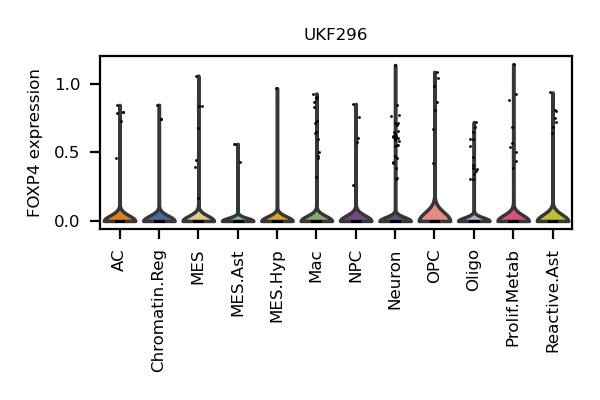 UKF296
FOXP4 expression
1.0
0.5
0.0
AC
Chromatin.Reg
MES
MES.Ast
MES.Hyp
Mac
NPC
Neuron
OPC
Oligo
Prolif.Metab
Reactive.Ast